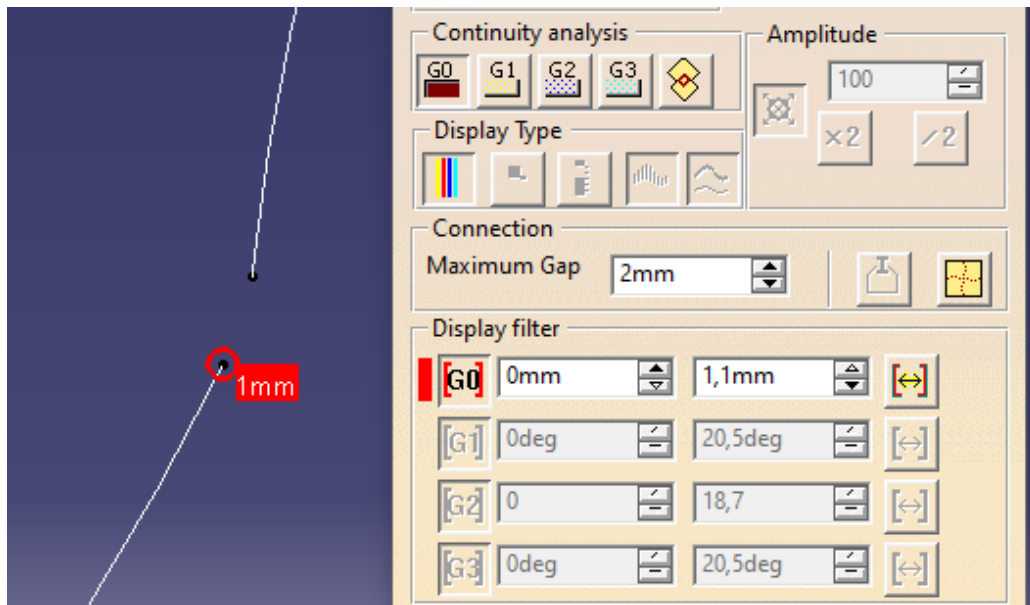 Continuity analysis
G0 G1 G2 G3
Amplitude
100
×2 ⁄2
Display Type
Connection
Maximum Gap 2mm
Display filter
[G0] 0mm 1,1mm
[G1] 0deg 20,5deg
[G2] 0 18,7
[G3] 0deg 20,5deg
1mm